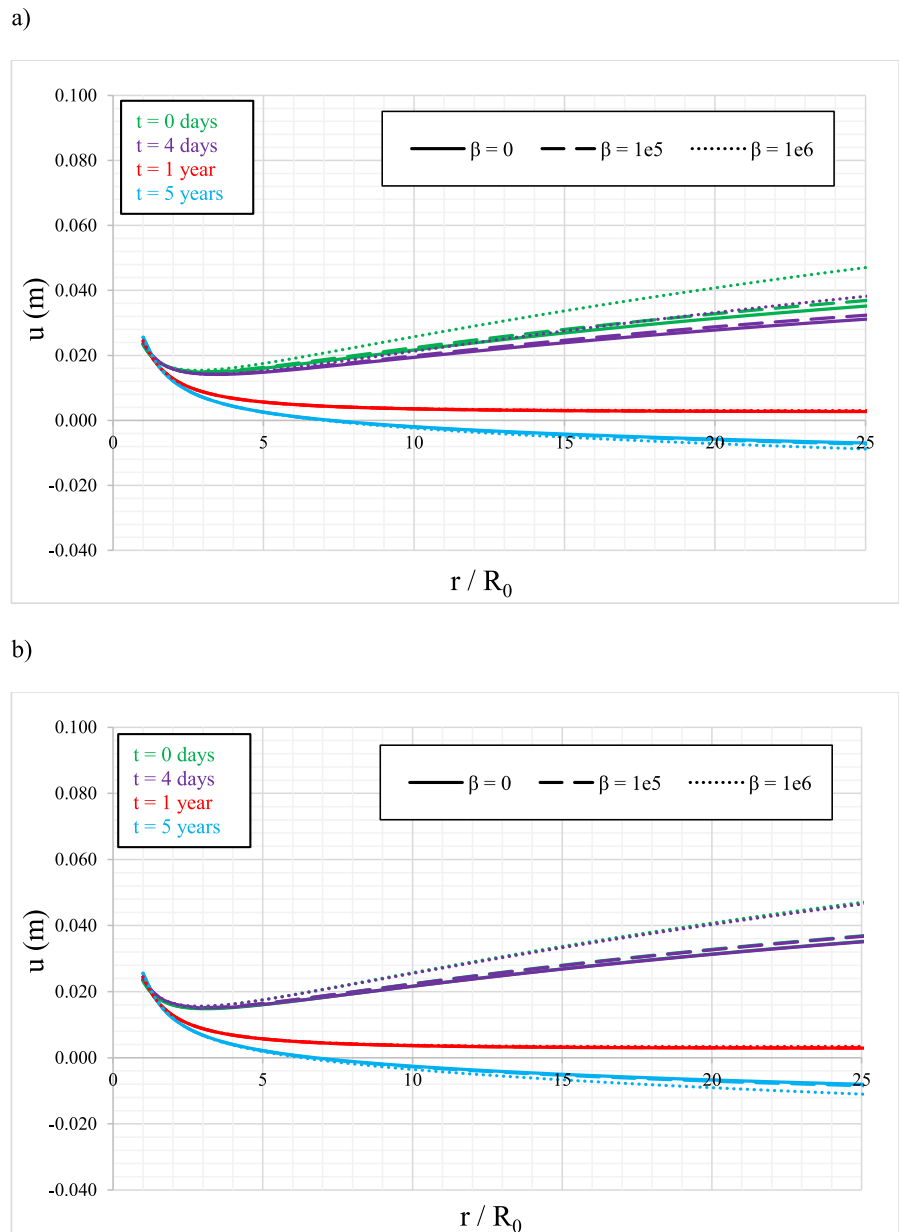 a)
0.100
0.080
0.060
0.040
0.020
0.000
-0.020
-0.040
t = 0 days
t = 4 days
t = 1 year
t = 5 years
β = 0 β = 1e5 β = 1e6
u (m)
0 5 10 15 20 25
r / R₀
b)
0.100
0.080
0.060
0.040
0.020
0.000
-0.020
-0.040
t = 0 days
t = 4 days
t = 1 year
t = 5 years
β = 0 β = 1e5 β = 1e6
u (m)
0 5 10 15 20 25
r / R₀